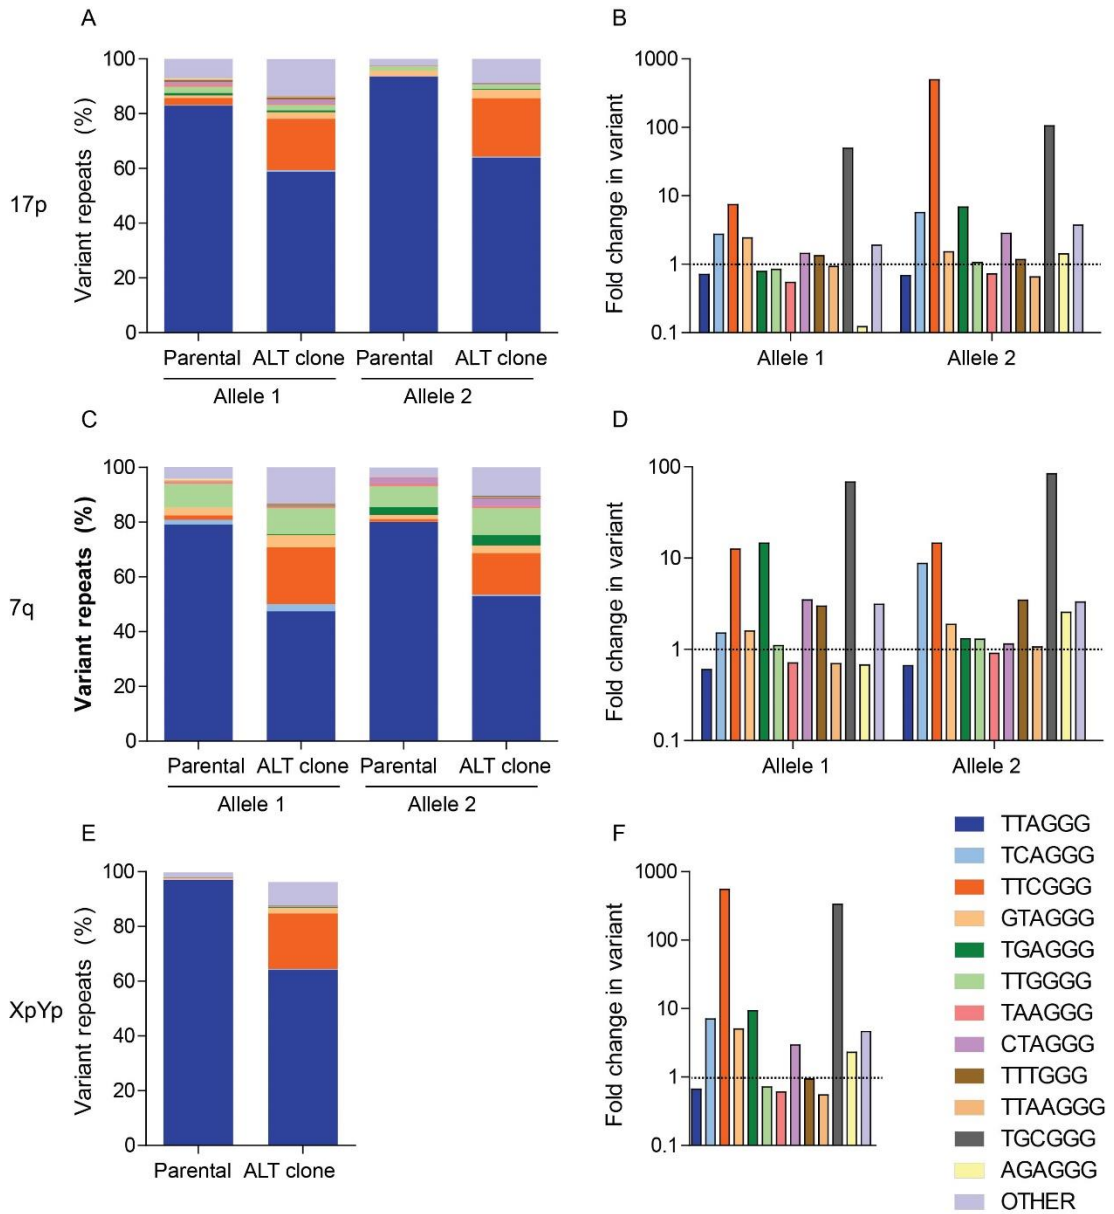 A
17p
Variant repeats (%)
100
80
60
40
20
0
Parental ALT clone Parental ALT clone
Allele 1 Allele 2
B
Fold change in variant
1000
100
10
1
0.1
Allele 1 Allele 2
C
7q
Variant repeats (%)
100
80
60
40
20
0
Parental ALT clone Parental ALT clone
Allele 1 Allele 2
D
Fold change in variant
100
10
1
0.1
Allele 1 Allele 2
E
XpYp
Variant repeats (%)
100
80
60
40
20
0
Parental ALT clone
F
Fold change in variant
1000
100
10
1
0.1
TTAGGG
TCAGGG
TTCGGG
GTAGGG
TGAGGG
TTGGGG
TAAGGG
CTAGGG
TTTGGG
TTAAGGG
TGCGGG
AGAGGG
OTHER